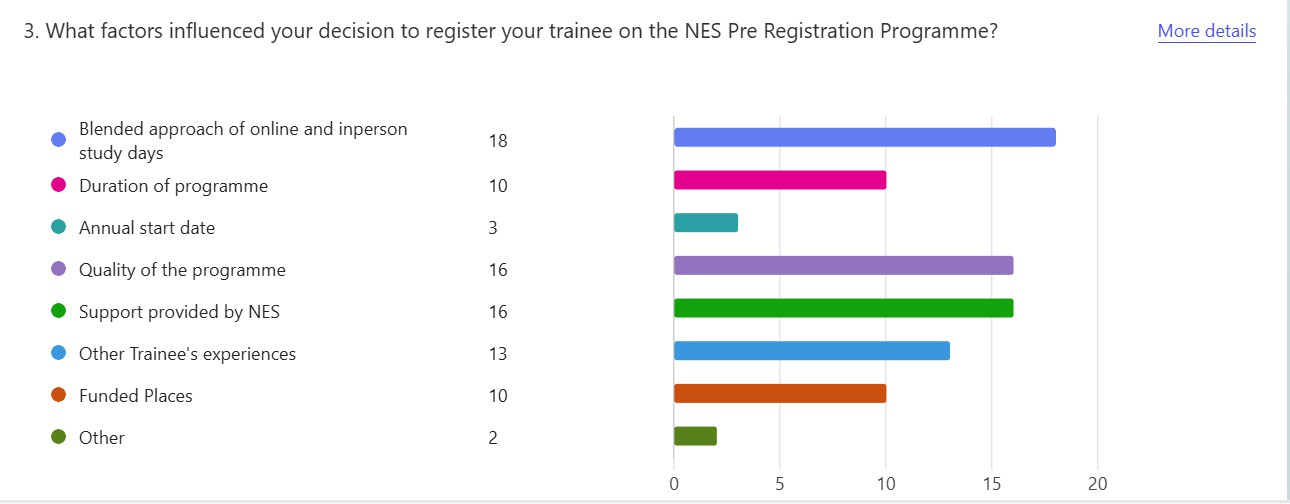 3. What factors influenced your decision to register your trainee on the NES Pre Registration Programme?
More details
Blended approach of online and inperson
study days
18
Duration of programme
10
Annual start date
3
Quality of the programme
16
Support provided by NES
16
Other Trainee's experiences
13
Funded Places
10
Other
2
0 5 10 15 20